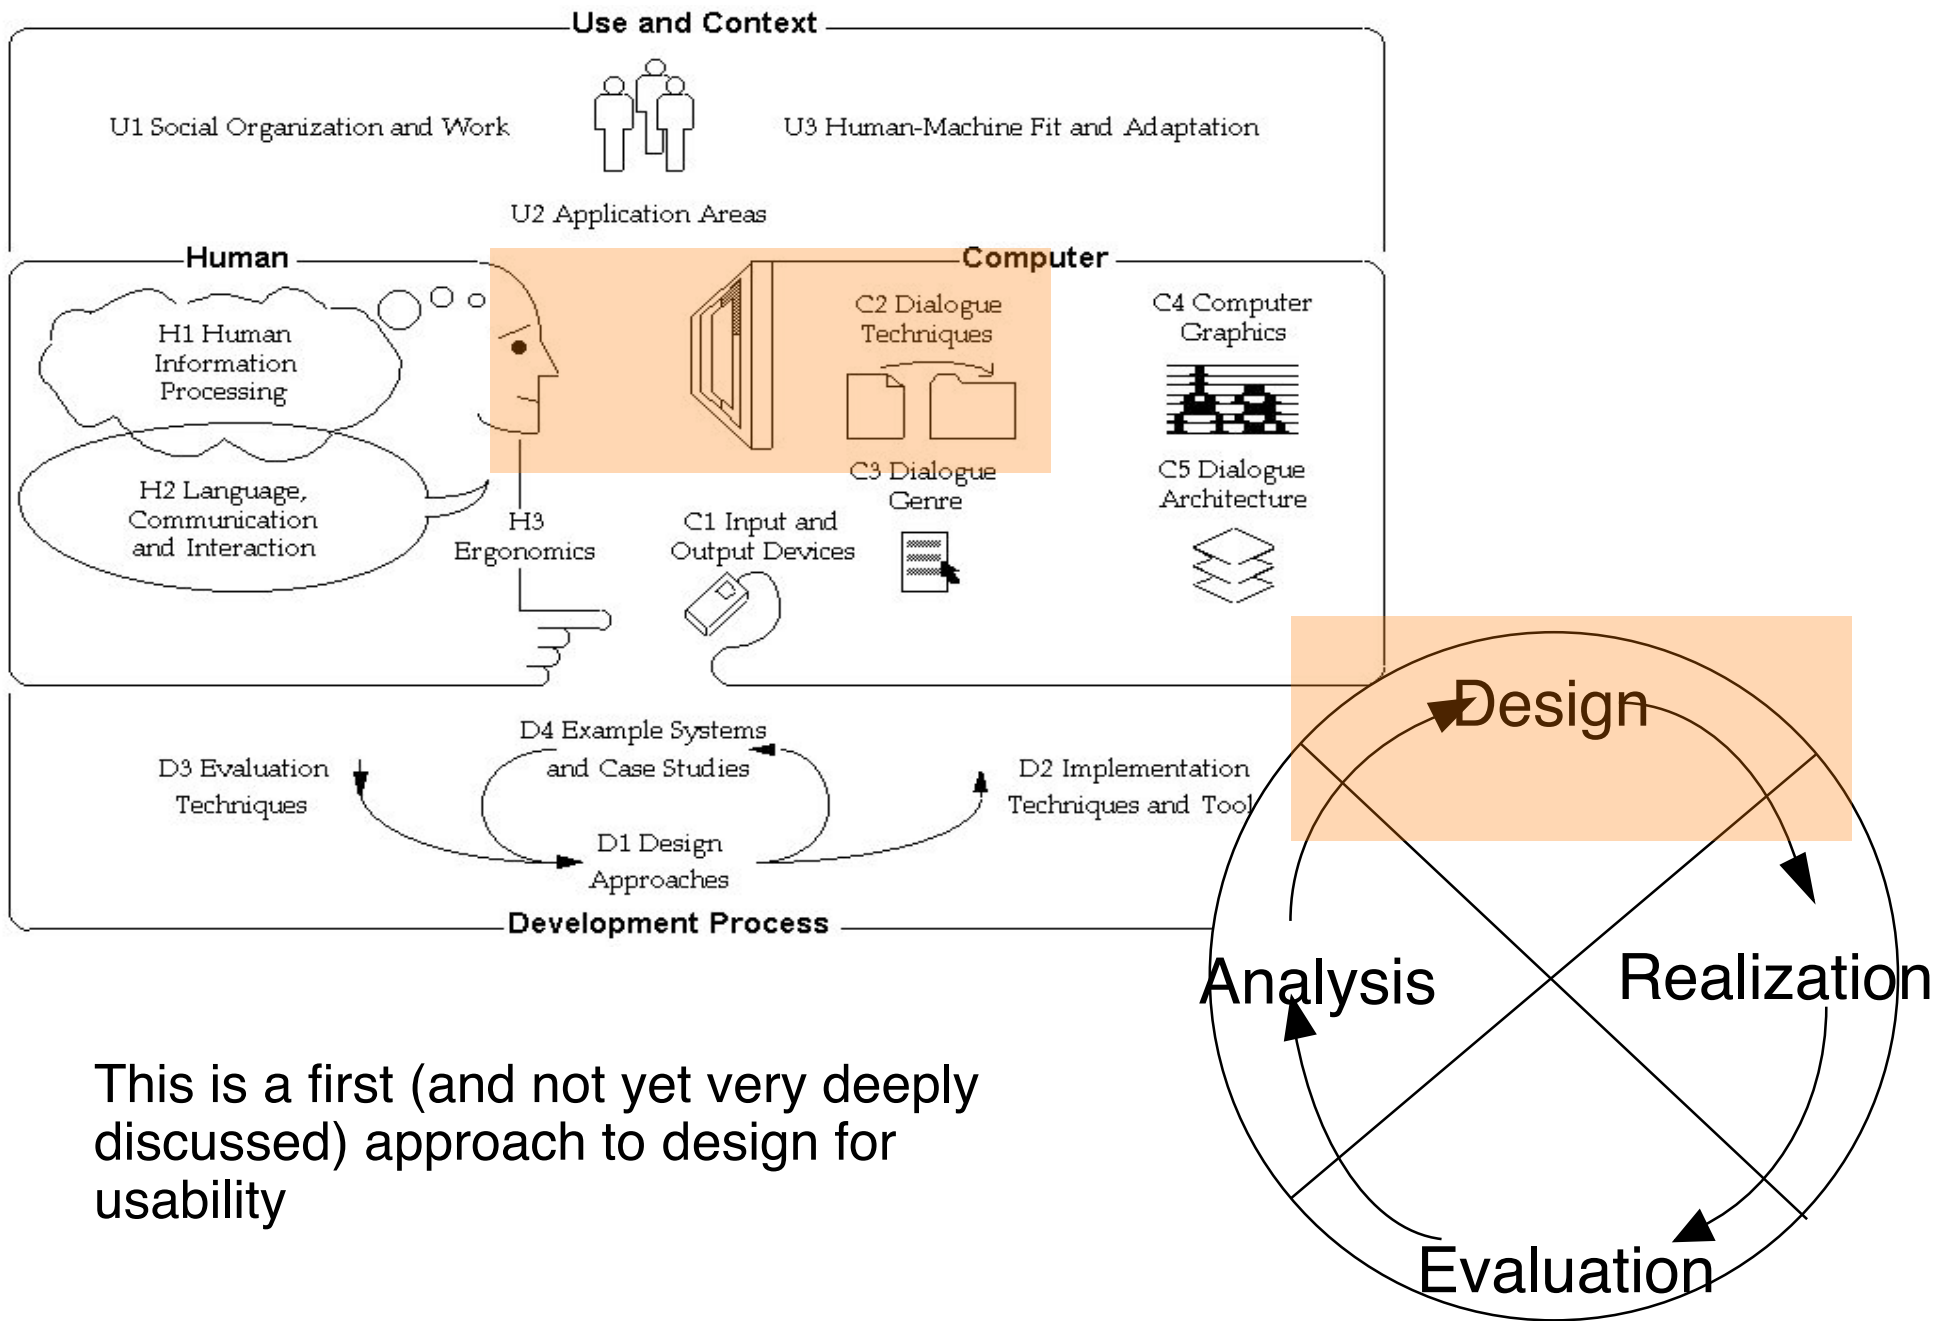 Use and Context
U1 Social Organization and Work
U3 Human-Machine Fit and Adaptation
U2 Application Areas
Human
Computer
H1 Human
Information
Processing
H2 Language,
Communication
and Interaction
H3
Ergonomics
C1 Input and
Output Devices
C2 Dialogue
Techniques
C3 Dialogue
Genre
C4 Computer
Graphics
C5 Dialogue
Architecture
D4 Example Systems
and Case Studies
D3 Evaluation
Techniques
D2 Implementation
Techniques and Tool
D1 Design
Approaches
Development Process
Design
Analysis
Realization
Evaluation
This is a first (and not yet very deeply
discussed) approach to design for
usability